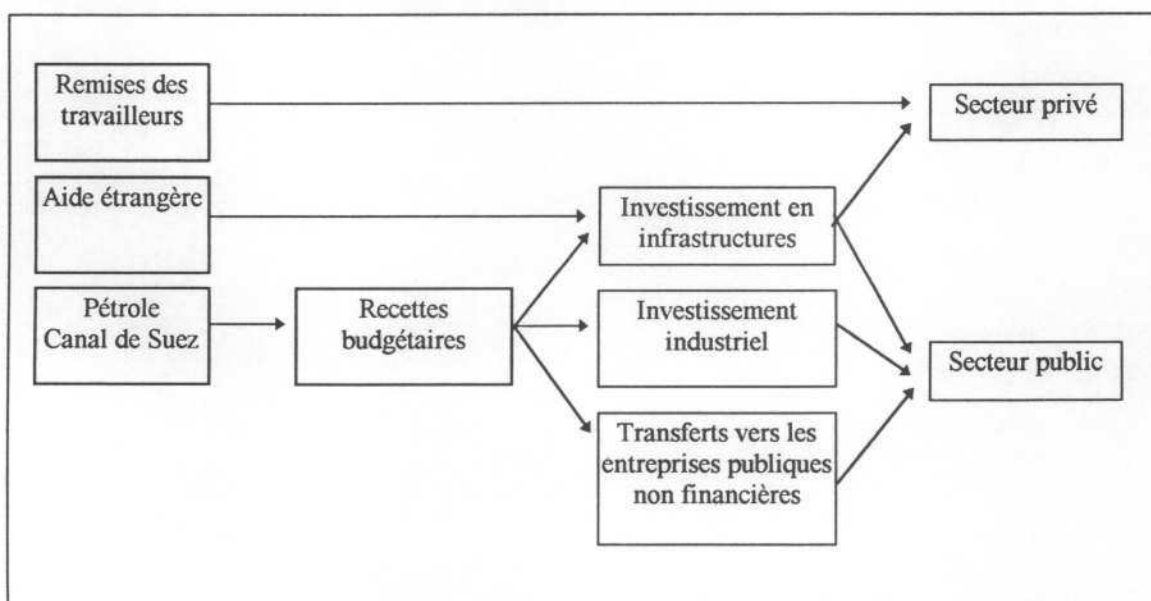 Remises des
travailleurs
Secteur privé
Aide étrangère
Investissement en
infrastructures
Pétrole
Canal de Suez
Recettes
budgétaires
Investissement
industriel
Secteur public
Transferts vers les
entreprises publiques
non financières